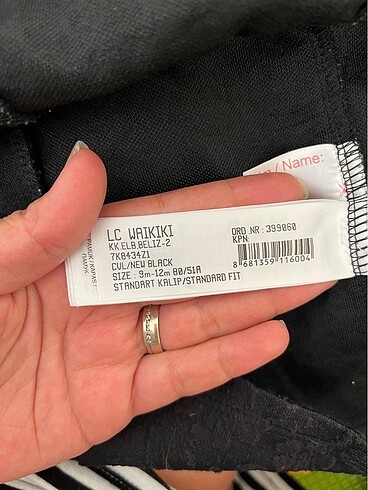 / Name:
LC WAIKIKI
KK.ELB.BELIZ-2
7K8434Z1
CVL/NEW BLACK
SIZE : 9m-12m 80/51A
STANDART KALIP/STANDARD FIT
ORD.NR:399060
KPN:
8 681359 116004